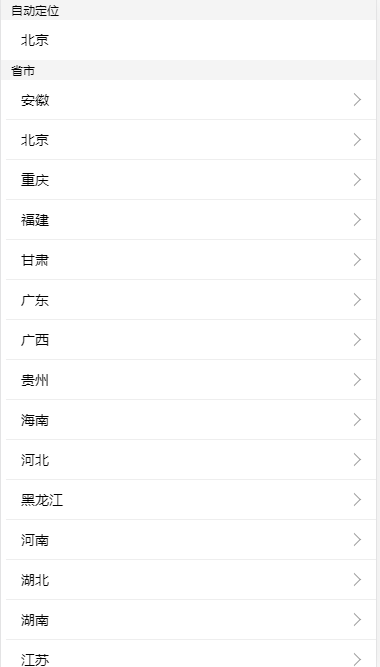 自动定位
北京
省市
安徽
北京
重庆
福建
甘肃
广东
广西
贵州
海南
河北
黑龙江
河南
湖北
湖南
江苏